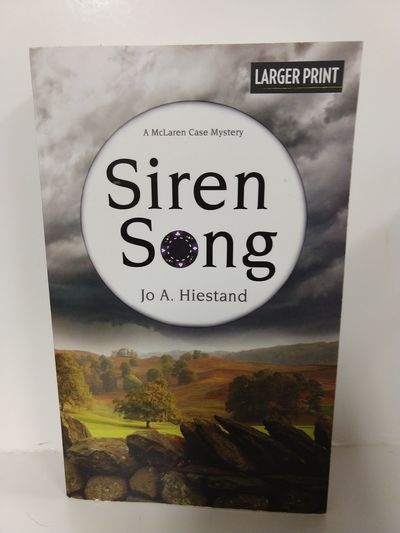 LARGER PRINT
A McLaren Case Mystery
Siren
Song
Jo A. Hiestand